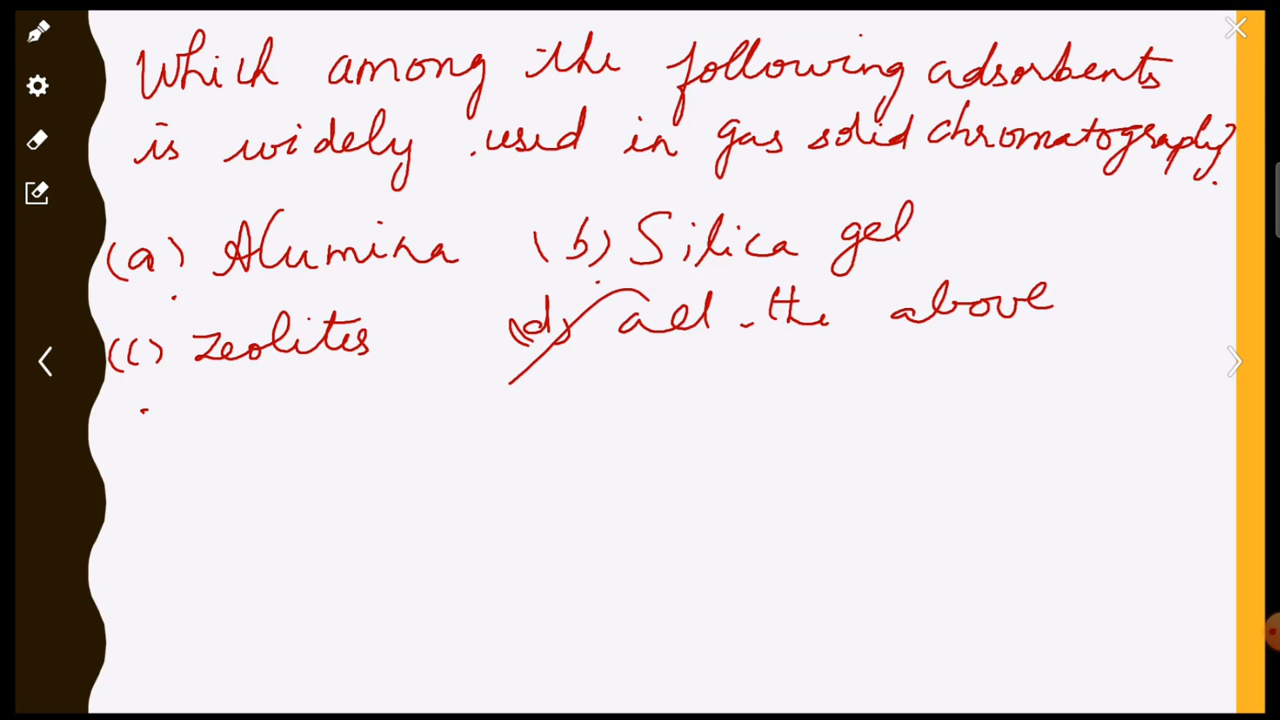 Which among the following adsorbents
is widely used in gas solid chromatography?
(a) Alumina (b) Silica gel
(c) zeolites (d) all the above